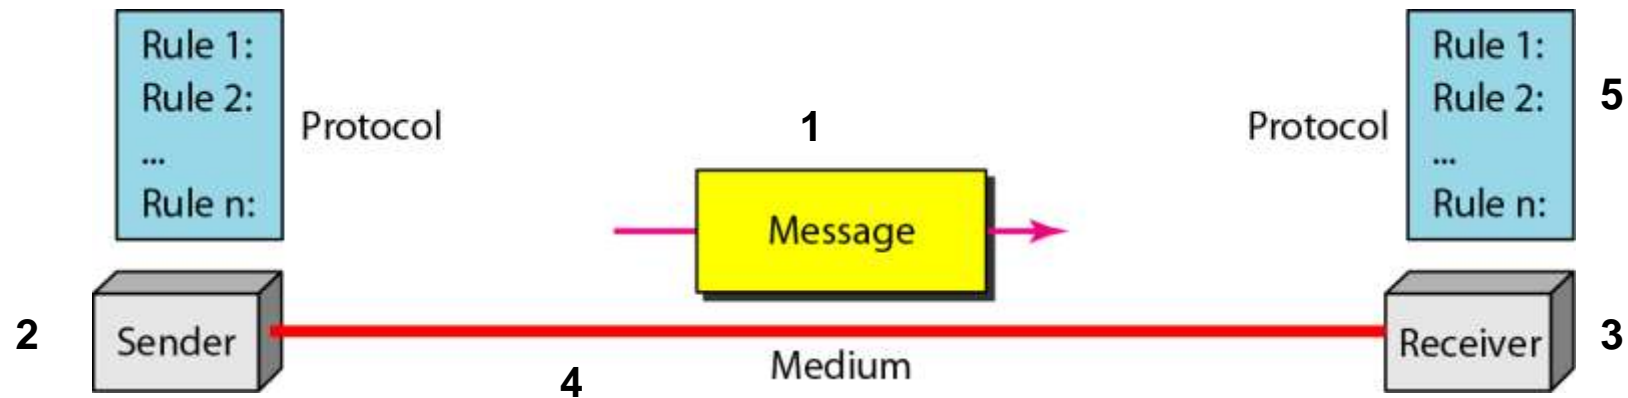 Rule 1:
Rule 2:
...
Rule n:
Protocol
1
Message
Protocol
Rule 1:
Rule 2:
...
Rule n:
5
2
Sender
4
Medium
Receiver
3